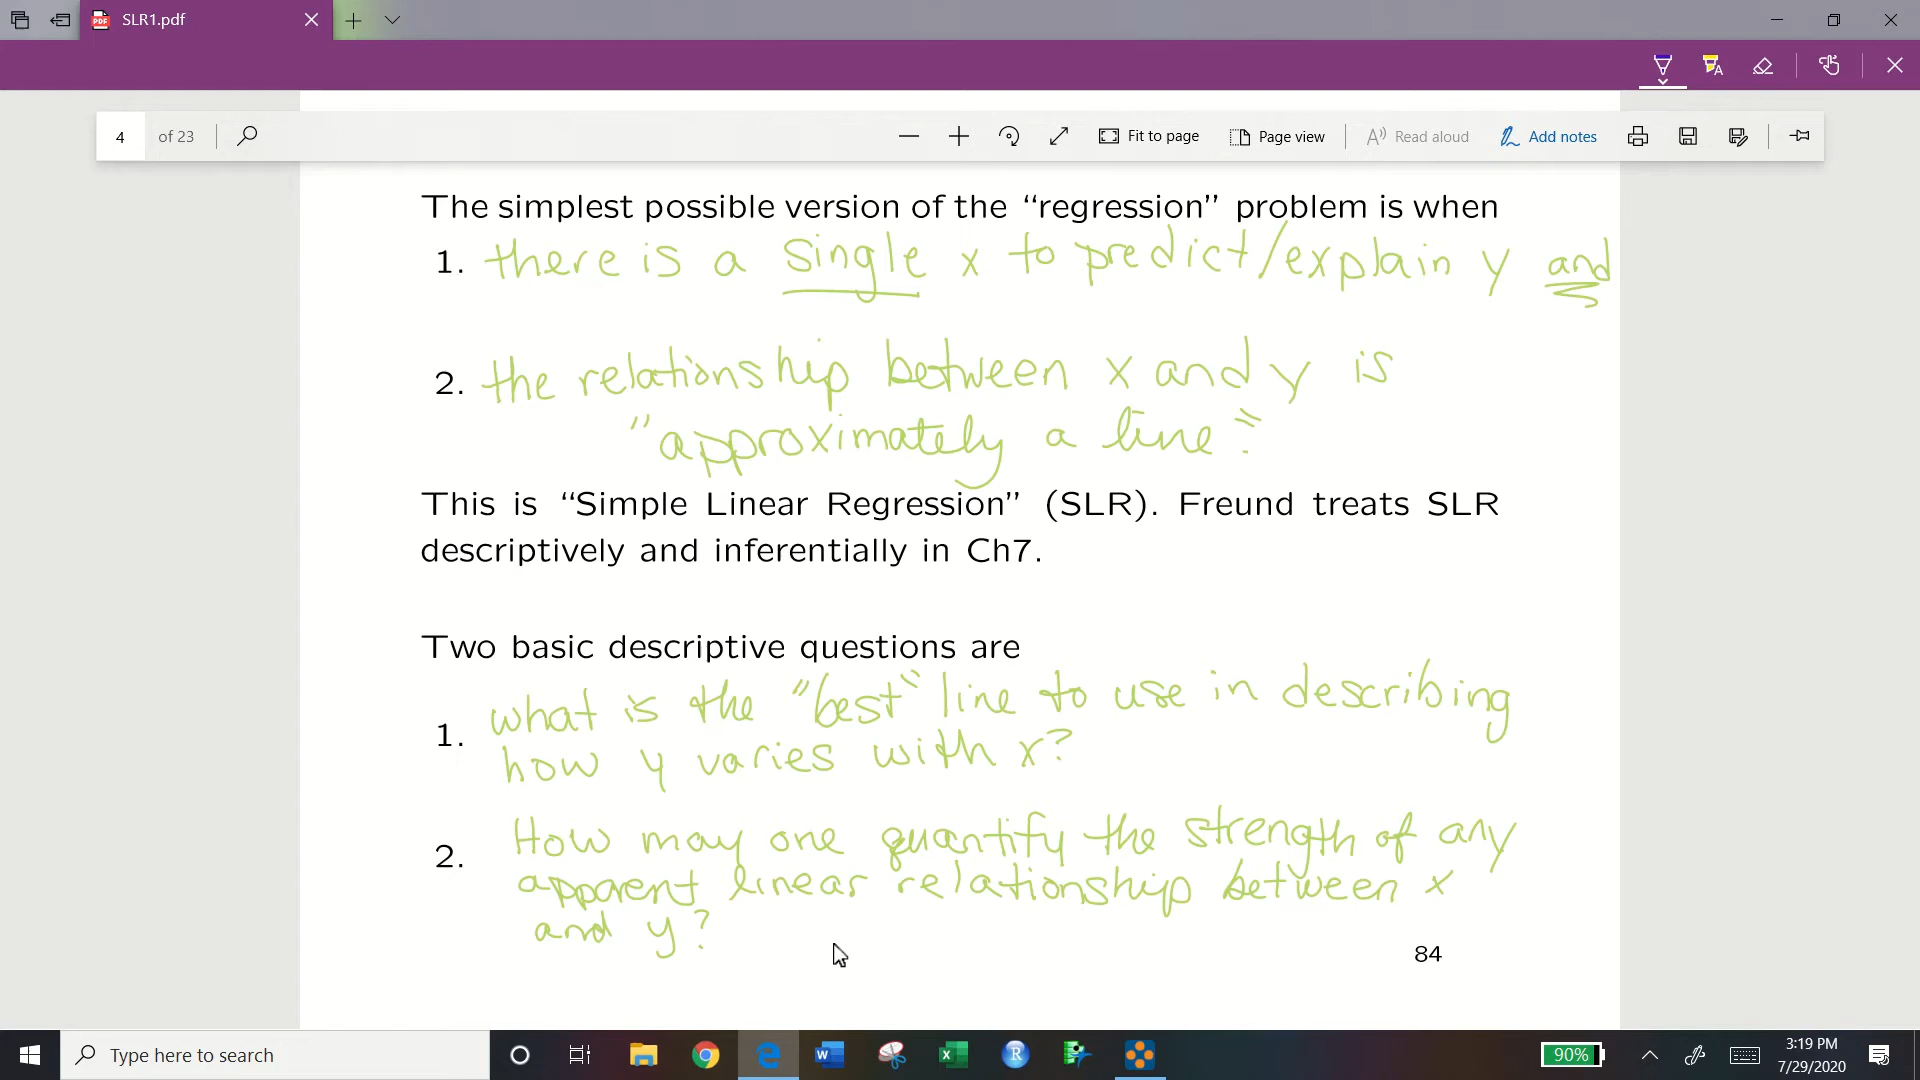 SLR1.pdf
4 of 23 Fit to page Page view Read aloud Add notes
The simplest possible version of the “regression” problem is when
1. there is a single x to predict/explain y and
2. the relationship between x and y is
"approximately a line".
This is “Simple Linear Regression” (SLR). Freund treats SLR
descriptively and inferentially in Ch7.
Two basic descriptive questions are
1. what is the "best" line to use in describing
how y varies with x?
2. How may one quantify the strength of any
apparent linear relationship between x
and y?
84
Type here to search 90% 3:19 PM
7/29/2020